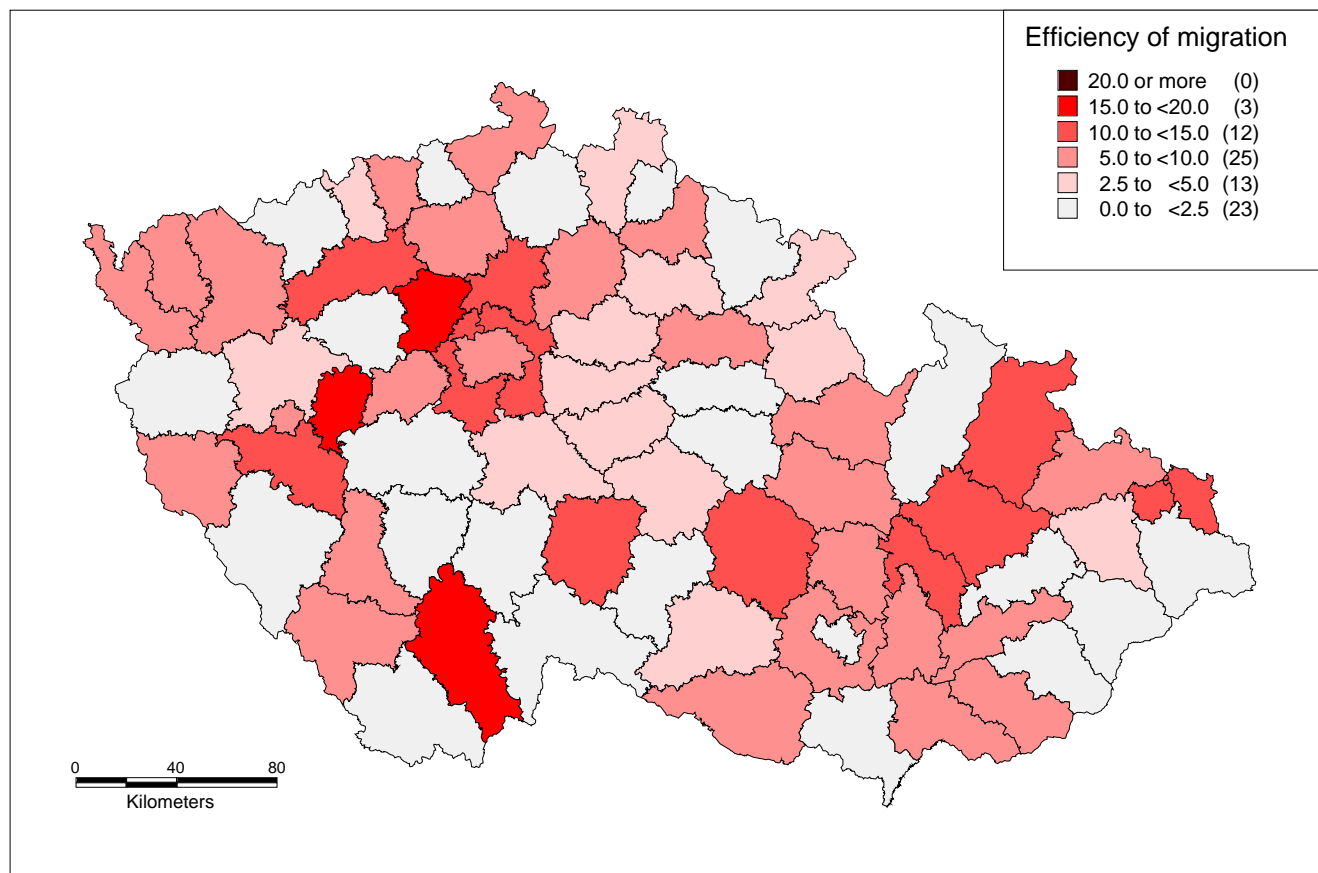 Efficiency of migration
20.0 or more (0)
15.0 to <20.0 (3)
10.0 to <15.0 (12)
5.0 to <10.0 (25)
2.5 to <5.0 (13)
0.0 to <2.5 (23)
0 40 80
Kilometers